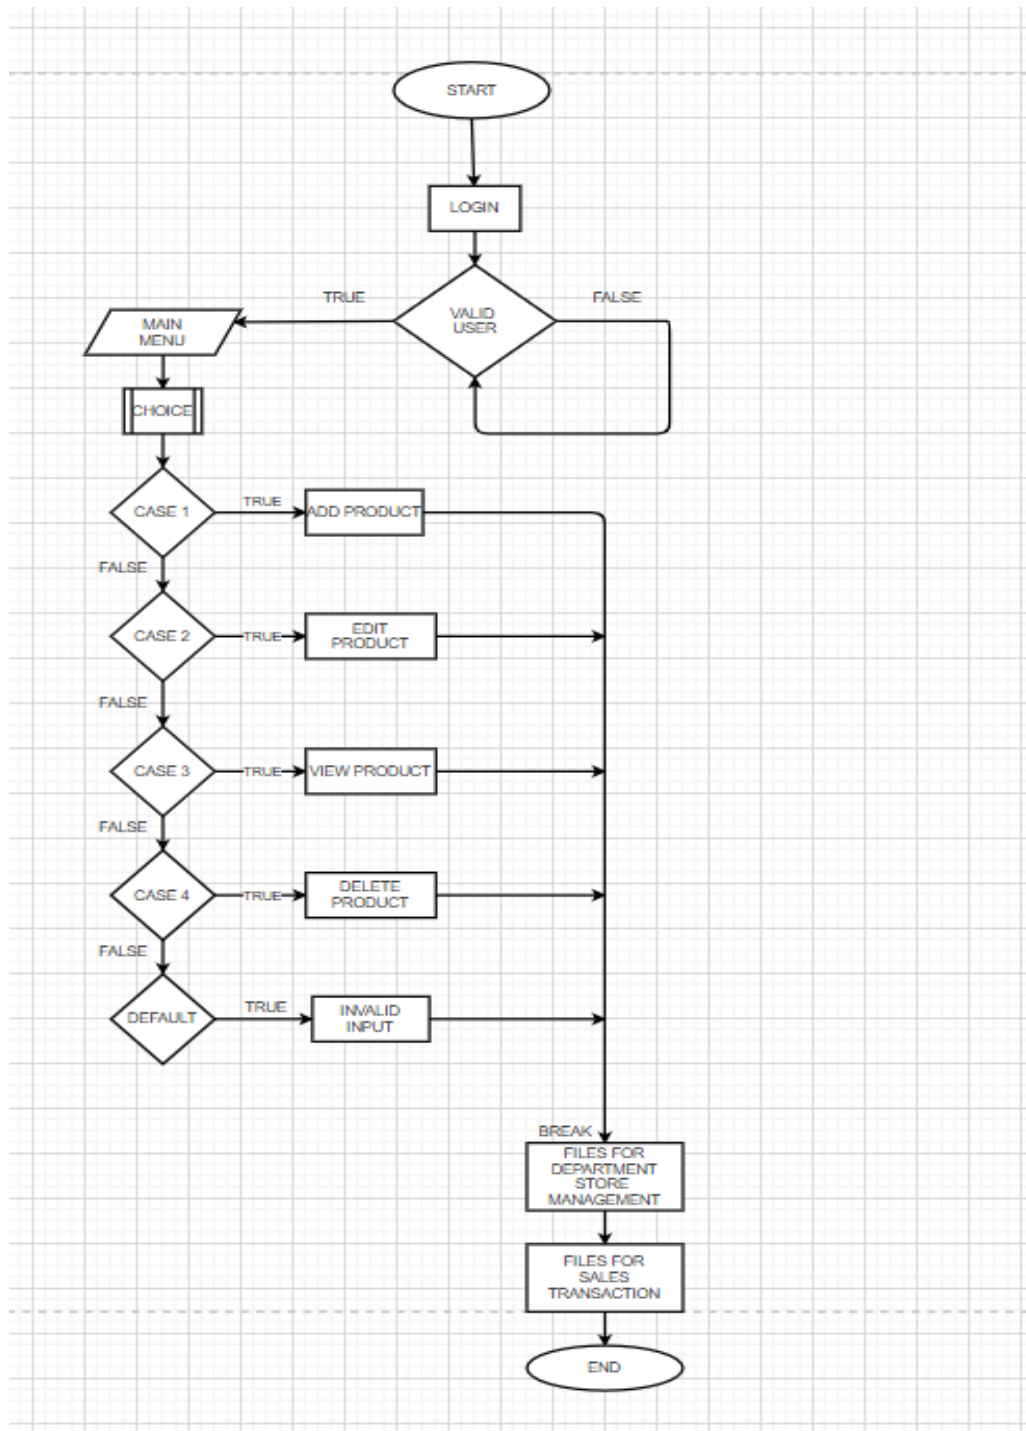 START
LOGIN
VALID
USER
TRUE
FALSE
MAIN
MENU
CHOICE
CASE 1
TRUE
ADD PRODUCT
FALSE
CASE 2
TRUE
EDIT
PRODUCT
FALSE
CASE 3
TRUE
VIEW PRODUCT
FALSE
CASE 4
TRUE
DELETE
PRODUCT
FALSE
DEFAULT
TRUE
INVALID
INPUT
BREAK
FILES FOR
DEPARTMENT
STORE
MANAGEMENT
FILES FOR
SALES
TRANSACTION
END